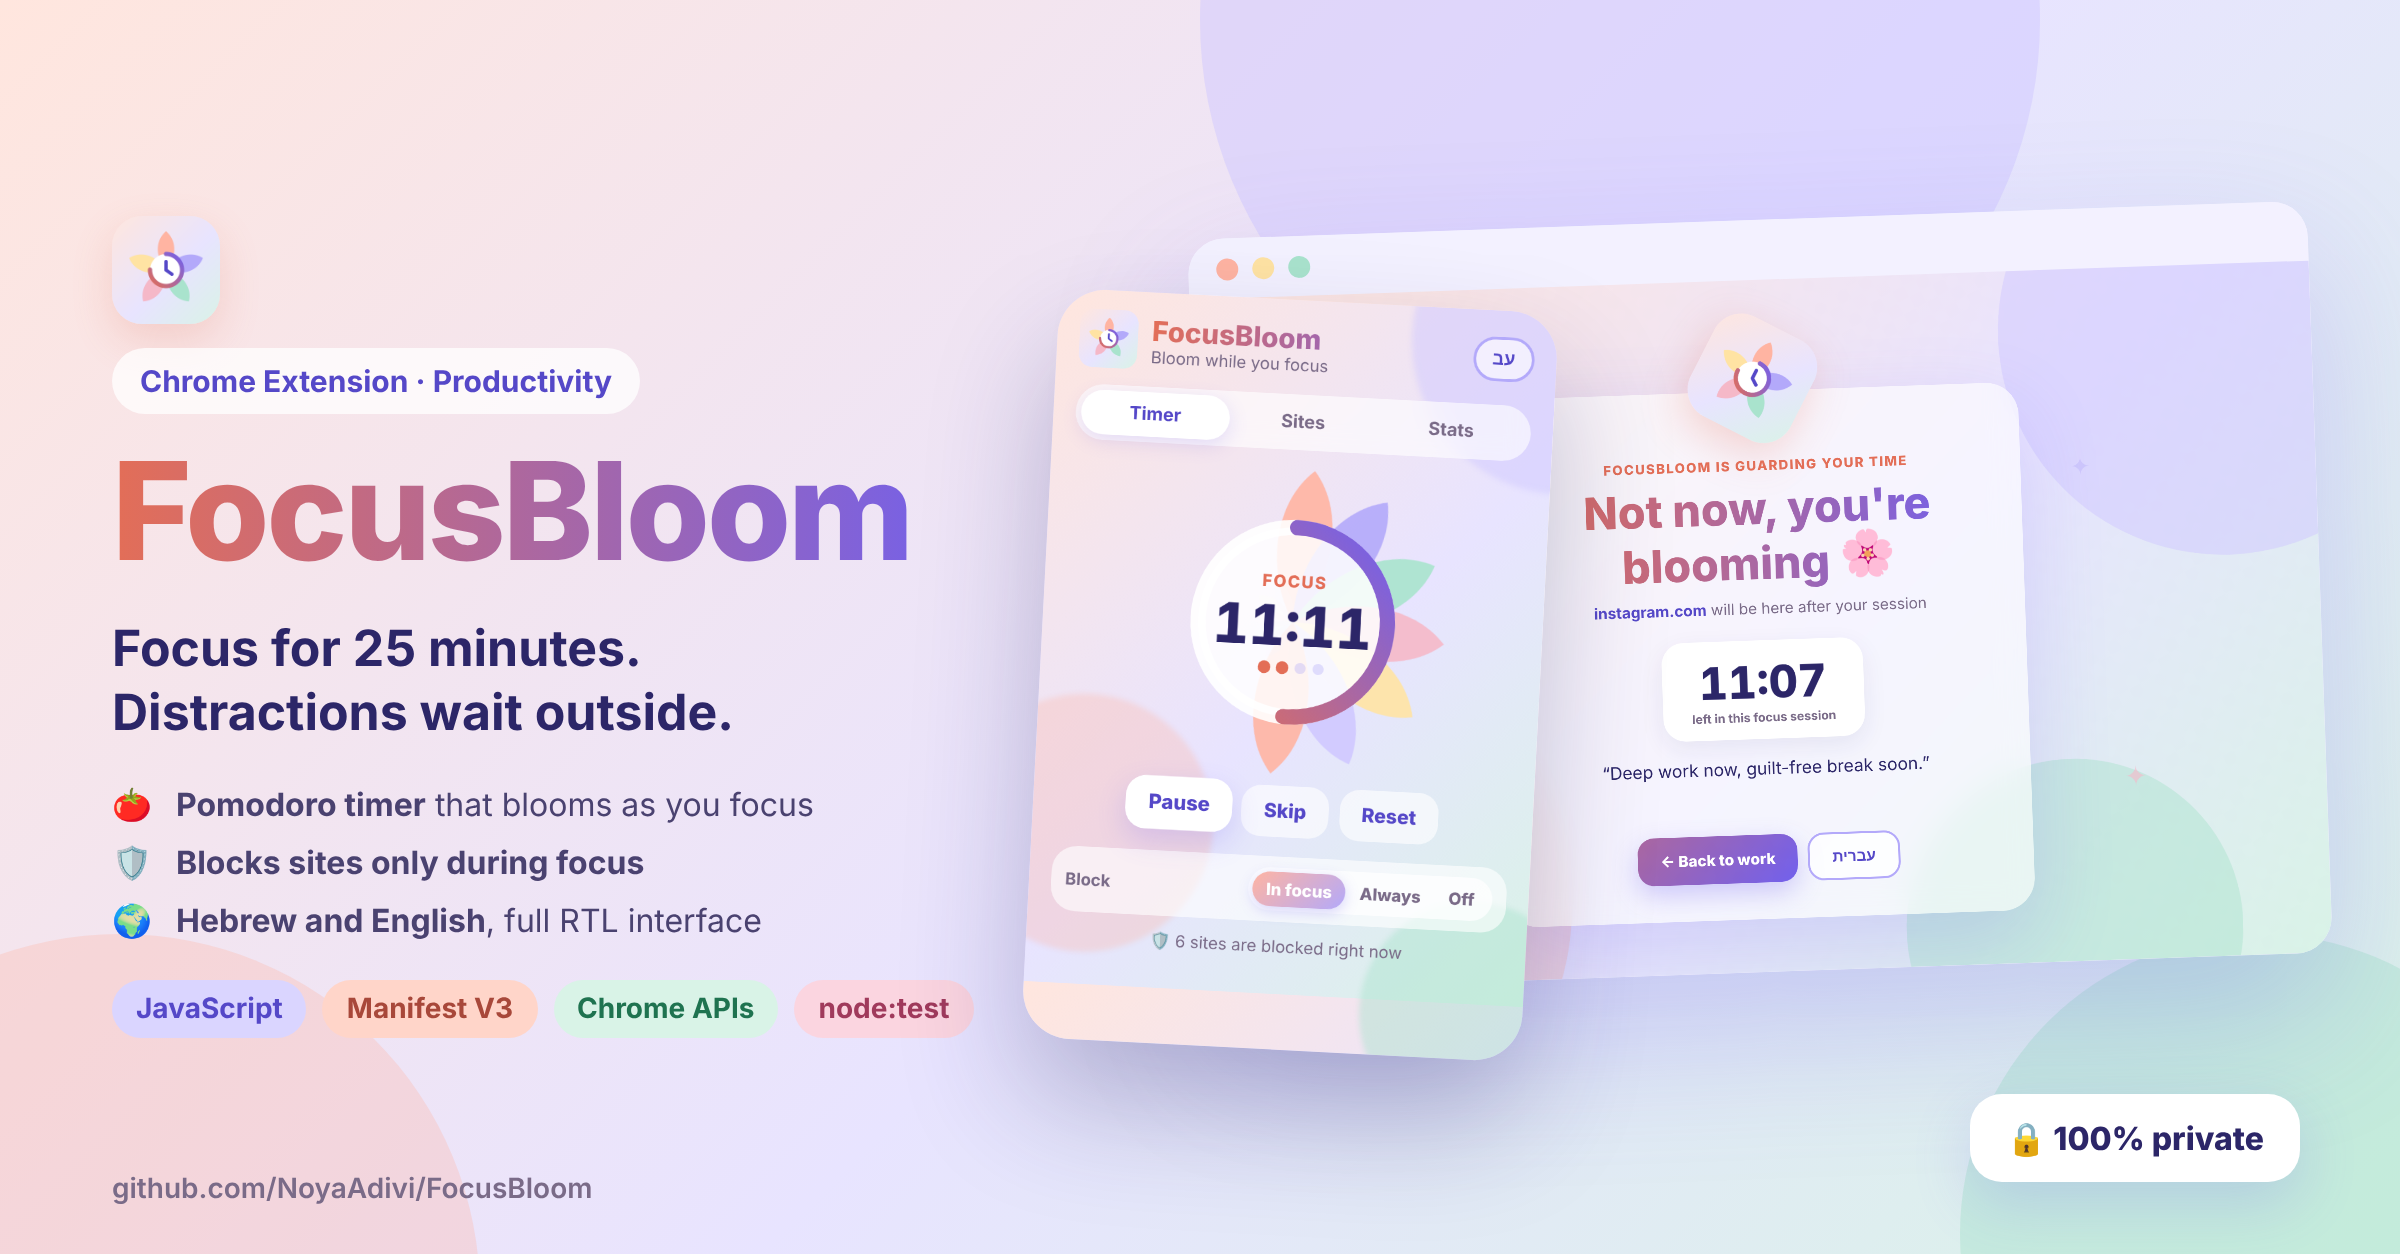 Chrome Extension · Productivity
FocusBloom
Focus for 25 minutes.
Distractions wait outside.
🍅 Pomodoro timer that blooms as you focus
🛡️ Blocks sites only during focus
🌍 Hebrew and English, full RTL interface
JavaScript Manifest V3 Chrome APIs node:test
github.com/NoyaAdivi/FocusBloom
FocusBloom
Bloom while you focus
עב
Timer Sites Stats
FOCUS
11:11
Pause Skip Reset
Block In focus Always Off
🛡️ 6 sites are blocked right now
FOCUSBLOOM IS GUARDING YOUR TIME
Not now, you're
blooming 🌸
instagram.com will be here after your session
11:07
left in this focus session
“Deep work now, guilt-free break soon.”
← Back to work עברית
🔒 100% private